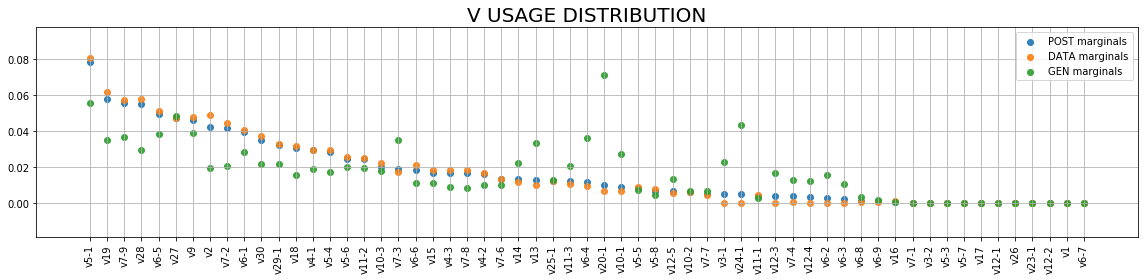 V USAGE DISTRIBUTION
POST marginals
DATA marginals
GEN marginals
0.08
0.06
0.04
0.02
0.00
v5-1
v19
v7-9
v28
v6-5
v27
v9
v2
v7-2
v6-1
v30
v29-1
v18
v4-1
v5-4
v5-6
v11-2
v10-3
v7-3
v6-6
v15
v4-3
v7-8
v4-2
v7-6
v14
v13
v25-1
v11-3
v6-4
v20-1
v10-1
v5-5
v5-8
v12-5
v10-2
v7-7
v3-1
v24-1
v11-1
v12-3
v7-4
v12-4
v6-2
v6-3
v6-8
v6-9
v16
v7-1
v3-2
v5-3
v5-7
v7-7
v17
v12-1
v26
v23-1
v22-2
v1
v6-7